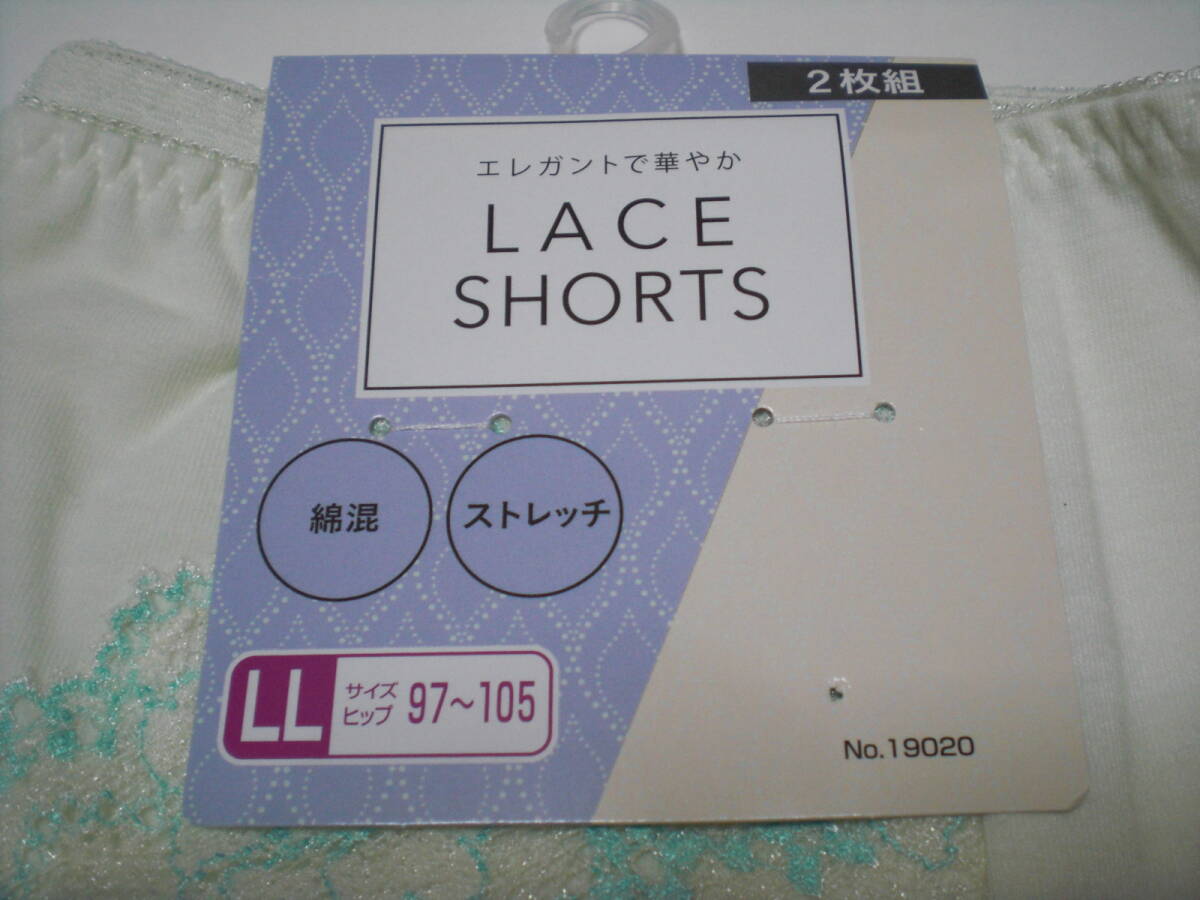 2枚組
エレガントで華やか
LACE
SHORTS
綿混
ストレッチ
LL
サイズ
ヒップ
97〜105
No.19020